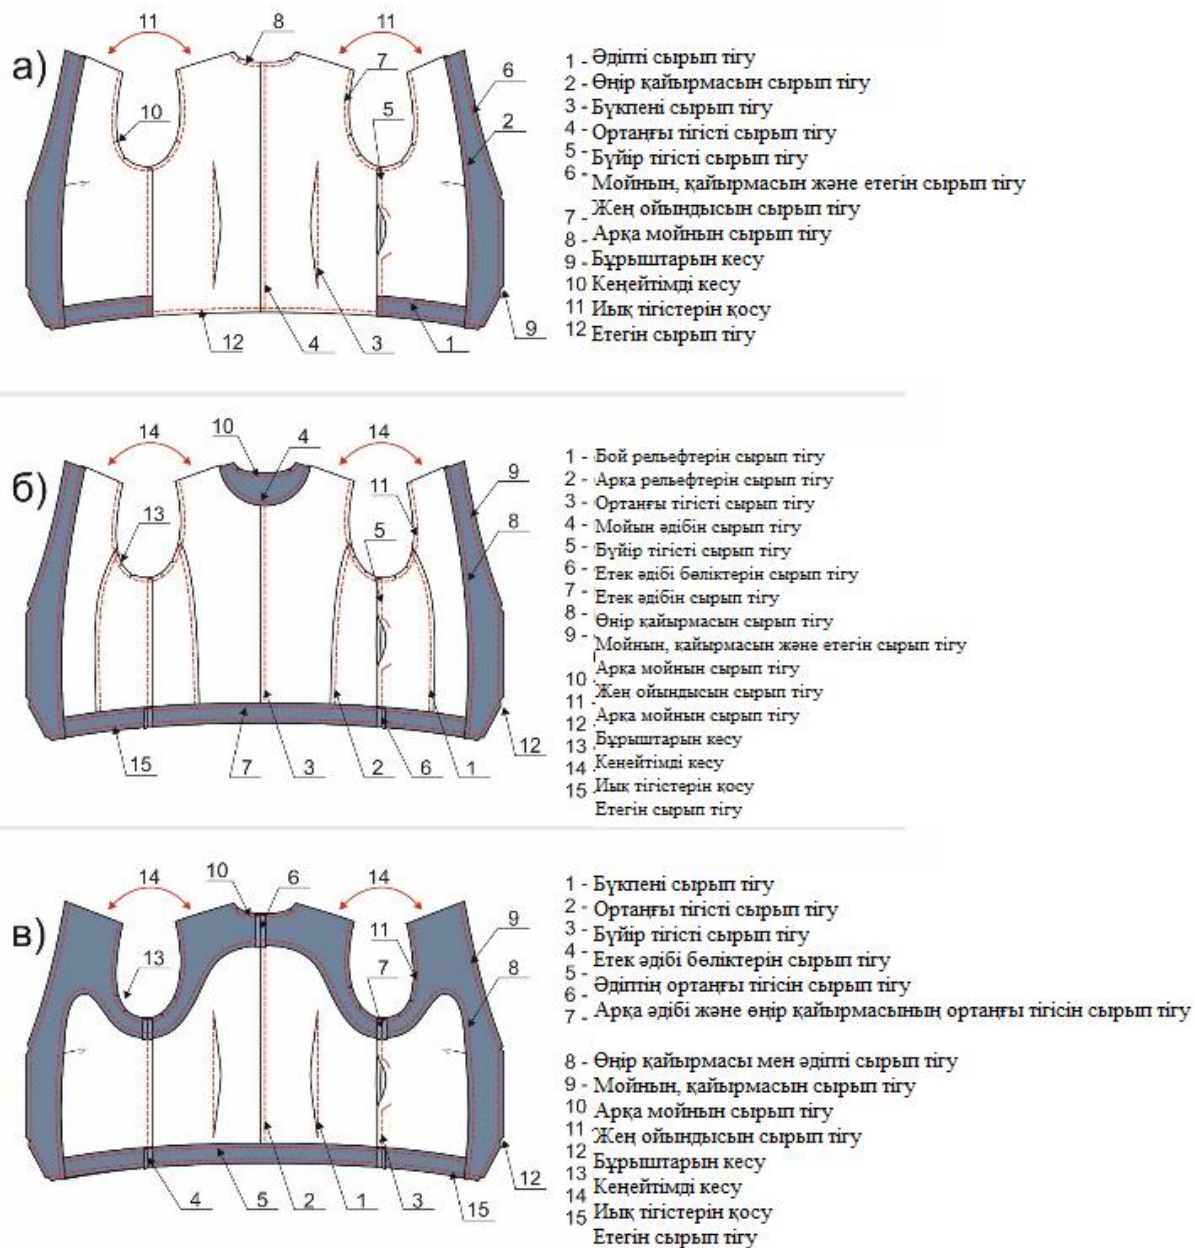 11 8 11
а)
7
6
5
10
2
12 4 3 1 9
1 - Әдіпті сырып тігу
2 - Өңір қайырмасын сырып тігу
3 - Бүкпені сырып тігу
4 - Ортаңғы тігісті сырып тігу
5 - Бүйір тігісті сырып тігу
6 - Мойнын, қайырмасын және етегін сырып тігу
7 - Жең ойындысын сырып тігу
8 - Арқа мойнын сырып тігу
9 - Бұрыштарын кесу
10 Кеңейтімді кесу
11 Иық тігістерін қосу
12 Етегін сырып тігу
14 10 4 14
б)
11 9
13 5 8
15 7 3 2 6 1 12
1 - Бой рельефтерін сырып тігу
2 - Арқа рельефтерін сырып тігу
3 - Ортаңғы тігісті сырып тігу
4 - Мойын әдібін сырып тігу
5 - Бүйір тігісті сырып тігу
6 - Етек әдібі бөліктерін сырып тігу
7 - Етек әдібін сырып тігу
8 - Өңір қайырмасын сырып тігу
9 - Мойнын, қайырмасын және етегін сырып тігу
10 Арқа мойнын сырып тігу
11 Жең ойындысын сырып тігу
12 Арқа мойнын сырып тігу
13 Бұрыштарын кесу
14 Кенейтімді кесу
15 Иық тігістерін қосу
Етегін сырып тігу
14 10 6 14
в)
11 9
13 7 8
4 5 2 1 3 15 12
1 - Бүкпені сырып тігу
2 - Ортаңғы тігісті сырып тігу
3 - Бүйір тігісті сырып тігу
4 - Етек әдібі бөліктерін сырып тігу
5 - Әдіптің ортаңғы тігісін сырып тігу
6 -
7 - Арқа әдібі және өңір қайырмасының ортаңғы тігісін сырып тігу
8 - Өңір қайырмасы мен әдіпті сырып тігу
9 - Мойнын, қайырмасын сырып тігу
10 Арқа мойнын сырып тігу
11 Жең ойындысын сырып тігу
12 Бұрыштарын кесу
13 Кеңейтімді кесу
14 Иық тігістерін қосу
15 Етегін сырып тігу